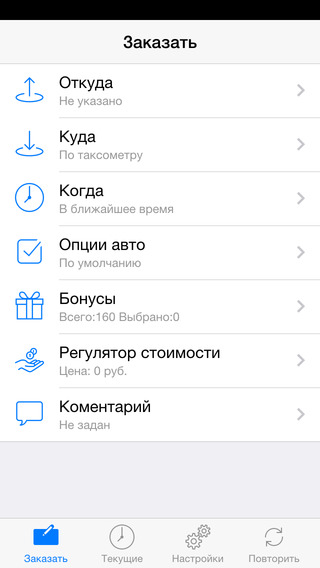 Заказать
Откуда
Не указано
Куда
По таксометру
Когда
В ближайшее время
Опции авто
По умолчанию
Бонусы
Всего:160 Выбрано:0
Регулятор стоимости
Цена: 0 руб.
Коментарий
Не задан
Заказать
Текущие
Настройки
Повторить